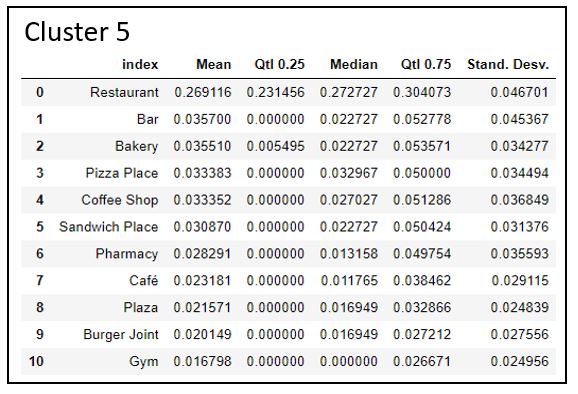 Cluster 5
index Mean Qtl 0.25 Median Qtl 0.75 Stand. Desv.
0 Restaurant 0.269116 0.231456 0.272727 0.304073 0.046701
1 Bar 0.035700 0.000000 0.022727 0.052778 0.045367
2 Bakery 0.035510 0.005495 0.022727 0.053571 0.034277
3 Pizza Place 0.033383 0.000000 0.032967 0.050000 0.034494
4 Coffee Shop 0.033352 0.000000 0.027027 0.051286 0.036849
5 Sandwich Place 0.030870 0.000000 0.022727 0.050424 0.031376
6 Pharmacy 0.028291 0.000000 0.013158 0.049754 0.035593
7 Café 0.023181 0.000000 0.011765 0.038462 0.029115
8 Plaza 0.021571 0.000000 0.016949 0.032866 0.024839
9 Burger Joint 0.020149 0.000000 0.016949 0.027212 0.027556
10 Gym 0.016798 0.000000 0.000000 0.026671 0.024956